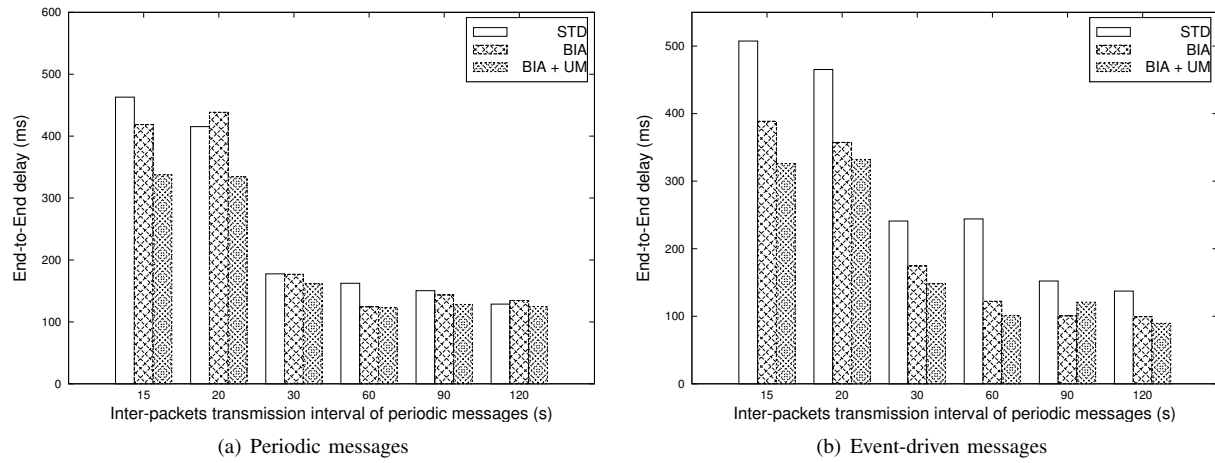 600
500
400
300
200
100
0
End-to-End delay (ms)
STD
BIA
BIA + UM
15 20 30 60 90 120
Inter-packets transmission interval of periodic messages (s)
(a) Periodic messages
500
400
300
200
100
0
End-to-End delay (ms)
STD
BIA
BIA + UM
15 20 30 60 90 120
Inter-packets transmission interval of periodic messages (s)
(b) Event-driven messages